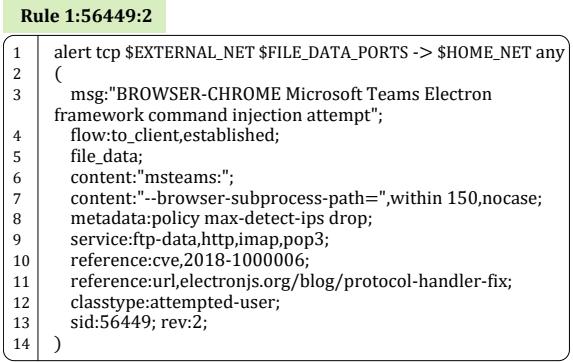 Rule 1:56449:2
1 alert tcp $EXTERNAL_NET $FILE_DATA_PORTS -> $HOME_NET any
2 (
3 msg:"BROWSER-CHROME Microsoft Teams Electron
framework command injection attempt";
4 flow:to_client,established;
5 file_data;
6 content:"msteams:";
7 content:"--browser-subprocess-path=",within 150,nocase;
8 metadata:policy max-detect-ips drop;
9 service:ftp-data,http,imap,pop3;
10 reference:cve,2018-1000006;
11 reference:url,electronjs.org/blog/protocol-handler-fix;
12 classtype:attempted-user;
13 sid:56449; rev:2;
14 )